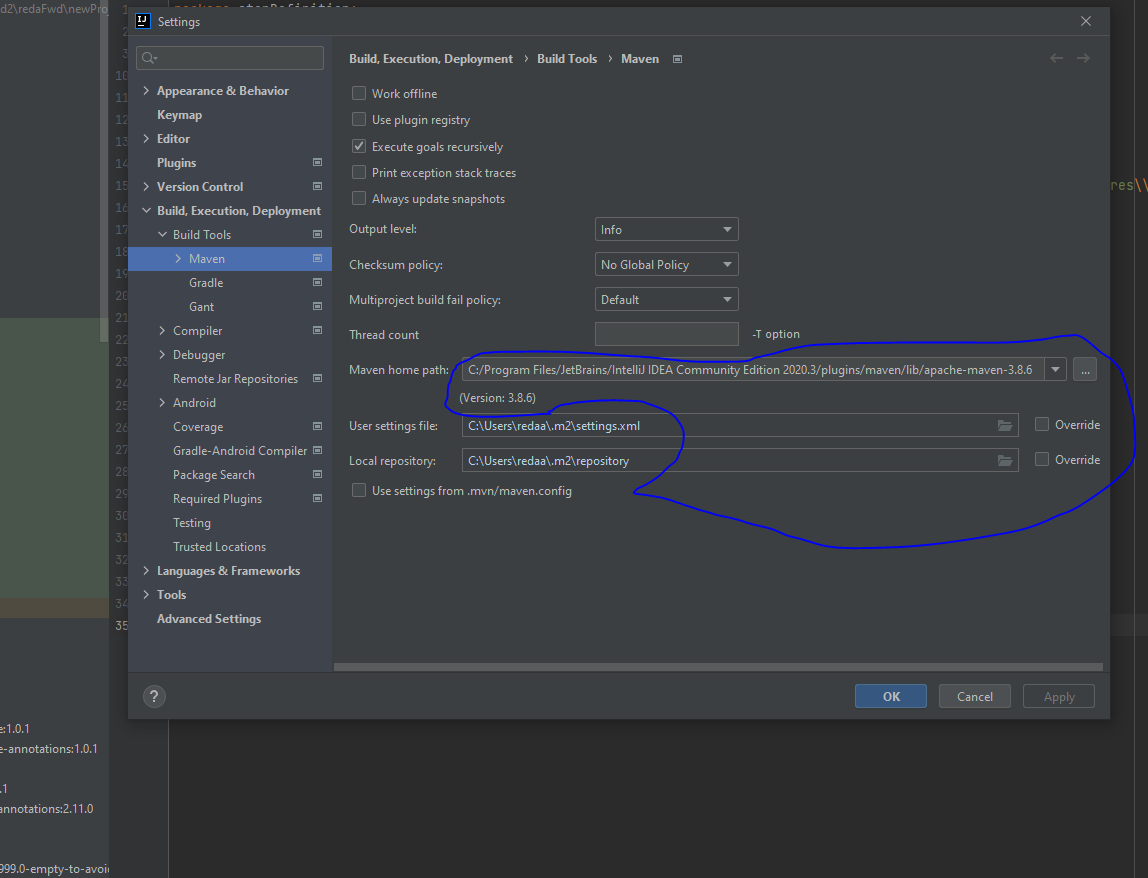 d2\redaFwd\newProj
Settings
Build, Execution, Deployment › Build Tools › Maven
Appearance & Behavior
Keymap
Editor
Plugins
Version Control
Build, Execution, Deployment
Build Tools
Maven
Gradle
Gant
Compiler
Debugger
Remote Jar Repositories
Android
Coverage
Gradle-Android Compiler
Package Search
Required Plugins
Testing
Trusted Locations
Languages & Frameworks
Tools
Advanced Settings
Work offline
Use plugin registry
Execute goals recursively
Print exception stack traces
Always update snapshots
Output level: Info
Checksum policy: No Global Policy
Multiproject build fail policy: Default
Thread count -T option
Maven home path: C:/Program Files/JetBrains/IntelliJ IDEA Community Edition 2020.3/plugins/maven/lib/apache-maven-3.8.6 ...
(Version: 3.8.6)
User settings file: C:\Users\redaa\.m2\settings.xml Override
Local repository: C:\Users\redaa\.m2\repository Override
Use settings from .mvn/maven.config
? OK Cancel Apply
res\\
35
e:1.0.1
e-annotations:1.0.1
.1
annotations:2.11.0
999.0-empty-to-avoid